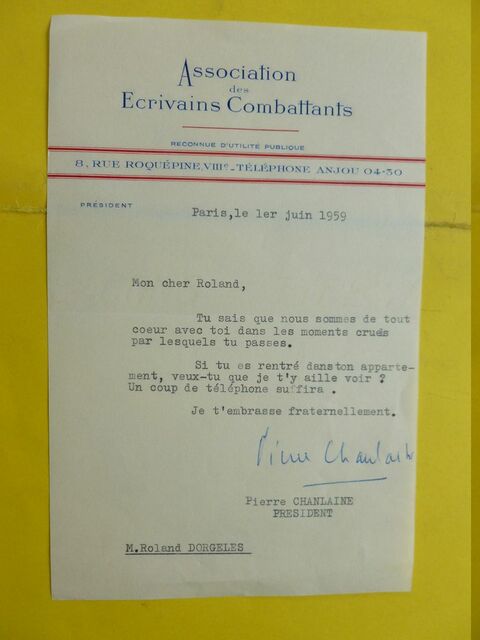 Association
des
Ecrivains Combattants
RECONNUE D'UTILITÉ PUBLIQUE
8, RUE ROQUÉPINE, VIIIe - TÉLÉPHONE ANJOU 04-30
PRÉSIDENT
Paris,le 1er juin 1959
Mon cher Roland,
Tu sais que nous sommes de tout
coeur avec toi dans les moments cruels
par lesquels tu passes.
Si tu es rentré danston apparte-
ment, veux-tu que je t'y aille voir ?
Un coup de téléphone suffira .
Je t'embrasse fraternellement.
Pierre Chanlaine
Pierre CHANLAINE
PRESIDENT
M.Roland DORGELES